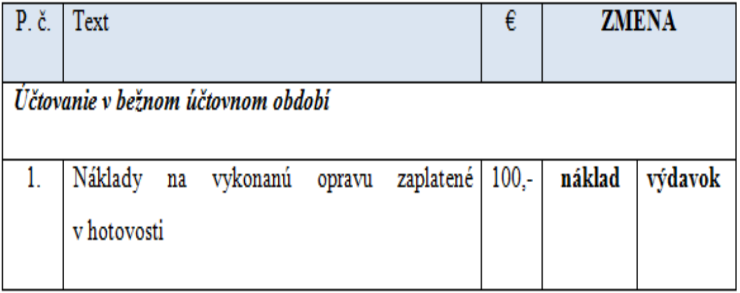 P. č. Text € ZMENA
Účtovanie v bežnom účtovnom období
1. Náklady na vykonanú opravu zaplatené 100,- náklad výdavok
v hotovosti